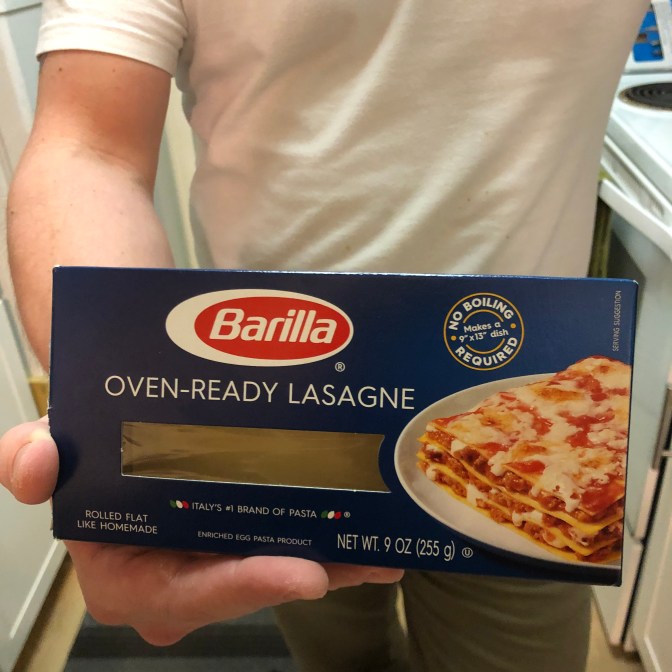 Barilla
®
OVEN-READY LASAGNE
NO BOILING
Makes a
9"x13" dish
REQUIRED
SERVING SUGGESTION
ITALY'S #1 BRAND OF PASTA ®
ROLLED FLAT
LIKE HOMEMADE
ENRICHED EGG PASTA PRODUCT
NET WT. 9 OZ (255 g) U